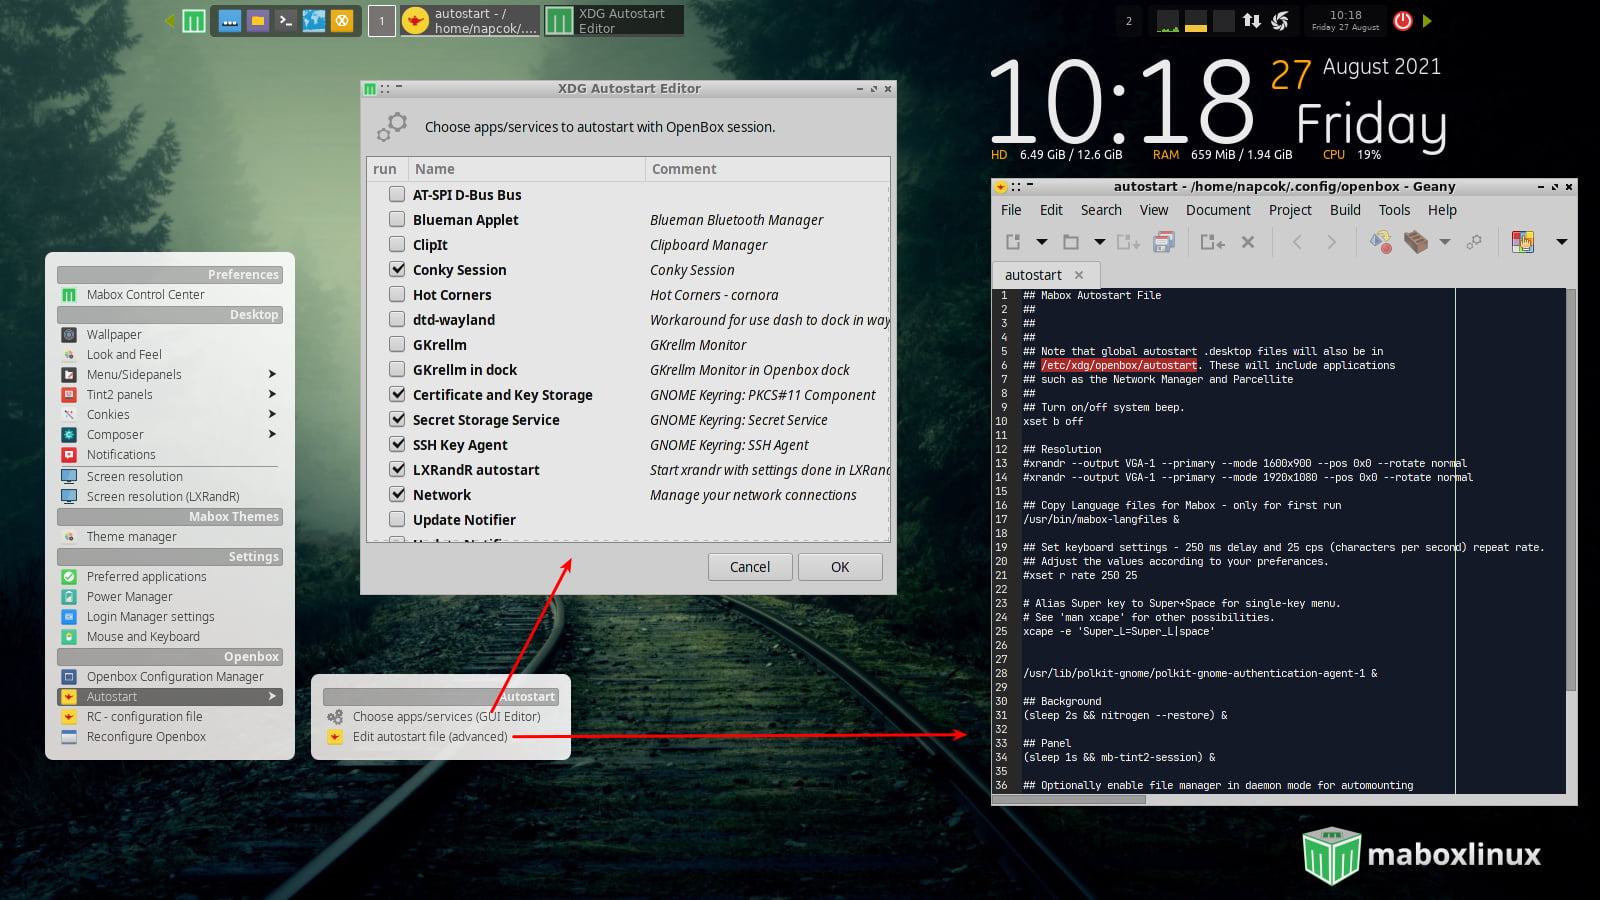 1
autostart - /
home/napcok/....
XDG Autostart
Editor
2
10:18
Friday 27 August
10:18
27
August 2021
Friday
HD 6.49 GiB / 12.6 GiB RAM 659 MiB / 1.94 GiB CPU 19%
XDG Autostart Editor
Choose apps/services to autostart with OpenBox session.
run Name Comment
AT-SPI D-Bus Bus
Blueman Applet Blueman Bluetooth Manager
ClipIt Clipboard Manager
Conky Session Conky Session
Hot Corners Hot Corners - cornora
dtd-wayland Workaround for use dash to dock in way
GKrellm GKrellm Monitor
GKrellm in dock GKrellm Monitor in Openbox dock
Certificate and Key Storage GNOME Keyring: PKCS#11 Component
Secret Storage Service GNOME Keyring: Secret Service
SSH Key Agent GNOME Keyring: SSH Agent
LXRandR autostart Start xrandr with settings done in LXRand
Network Manage your network connections
Update Notifier
Cancel OK
Preferences
Mabox Control Center
Desktop
Wallpaper
Look and Feel
Menu/Sidepanels
Tint2 panels
Conkies
Composer
Notifications
Screen resolution
Screen resolution (LXRandR)
Mabox Themes
Theme manager
Settings
Preferred applications
Power Manager
Login Manager settings
Mouse and Keyboard
Openbox
Openbox Configuration Manager
Autostart
RC - configuration file
Reconfigure Openbox
Autostart
Choose apps/services (GUI Editor)
Edit autostart file (advanced)
autostart - /home/napcok/.config/openbox - Geany
File Edit Search View Document Project Build Tools Help
autostart
1 ## Mabox Autostart File
2 ##
3 ##
4 ##
5 ## Note that global autostart .desktop files will also be in
6 ## /etc/xdg/openbox/autostart. These will include applications
7 ## such as the Network Manager and Parcellite
8 ##
9 ## Turn on/off system beep.
10 xset b off
11
12 ## Resolution
13 #xrandr --output VGA-1 --primary --mode 1600x900 --pos 0x0 --rotate normal
14 #xrandr --output VGA-1 --primary --mode 1920x1080 --pos 0x0 --rotate normal
15
16 ## Copy Language files for Mabox - only for first run
17 /usr/bin/mabox-langfiles &
18
19 ## Set keyboard settings - 250 ms delay and 25 cps (characters per second) repeat rate.
20 ## Adjust the values according to your preferances.
21 #xset r rate 250 25
22
23 # Alias Super key to Super+Space for single-key menu.
24 # See 'man xcape' for other possibilities.
25 xcape -e 'Super_L=Super_L|space'
26
27
28 /usr/lib/polkit-gnome/polkit-gnome-authentication-agent-1 &
29
30 ## Background
31 (sleep 2s && nitrogen --restore) &
32
33 ## Panel
34 (sleep 1s && mb-tint2-session) &
35
36 ## Optionally enable file manager in daemon mode for automounting
maboxlinux